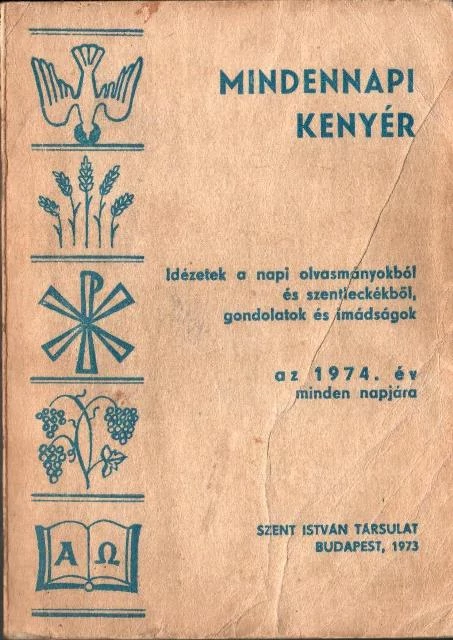 MINDENNAPI
KENYÉR
Idézetek a napi olvasmányokból
és szentleckékből,
gondolatok és imádságok
az 1974. év
minden napjára
Α Ω
SZENT ISTVÁN TÁRSULAT
BUDAPEST, 1973